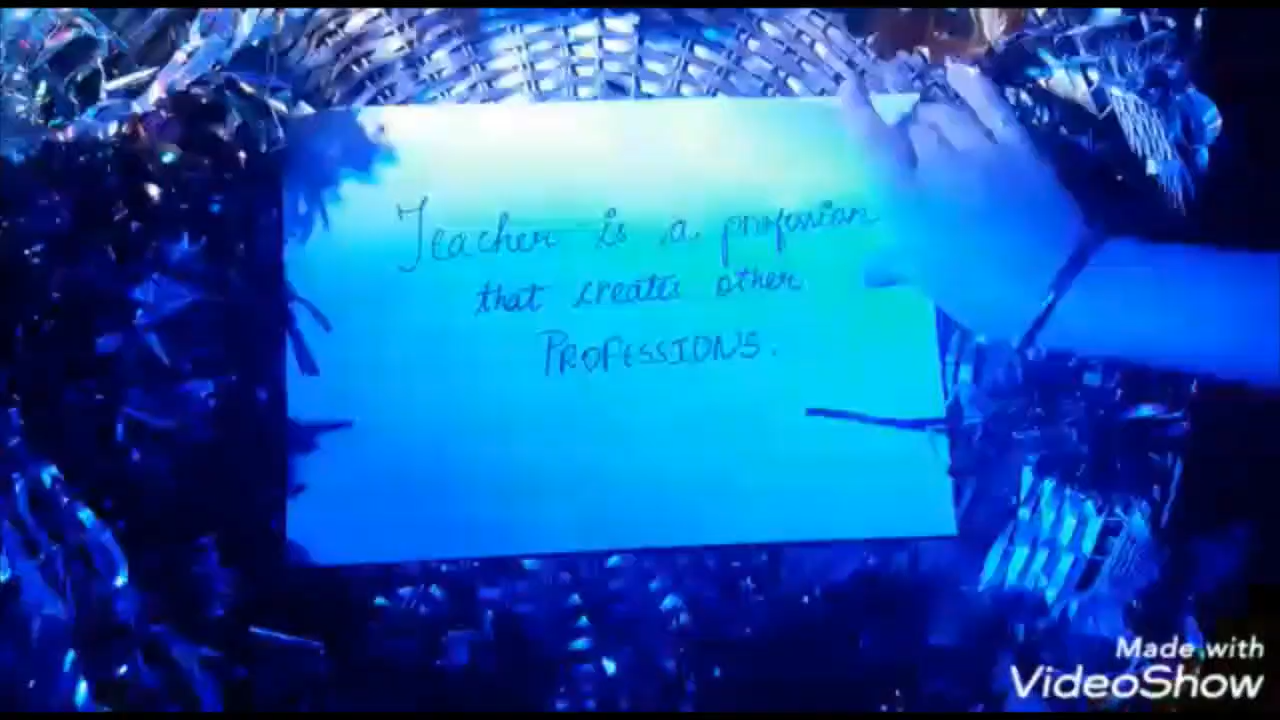 Teacher is a profession
that creates other
PROFESSIONS.
Made with
VideoShow